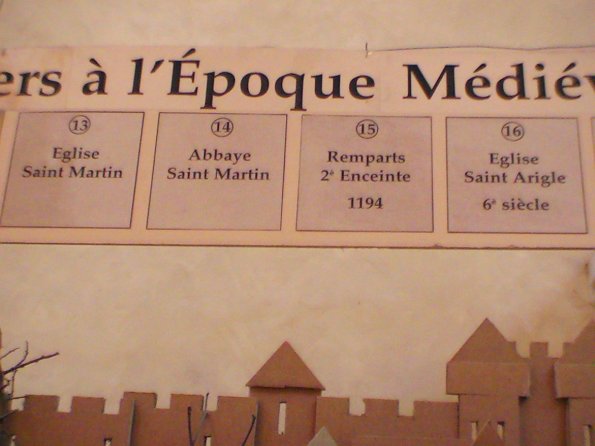 ers à l'Époque Médiév
13
Eglise
Saint Martin
14
Abbaye
Saint Martin
15
Remparts
2e Enceinte
1194
16
Eglise
Saint Arigle
6e siècle